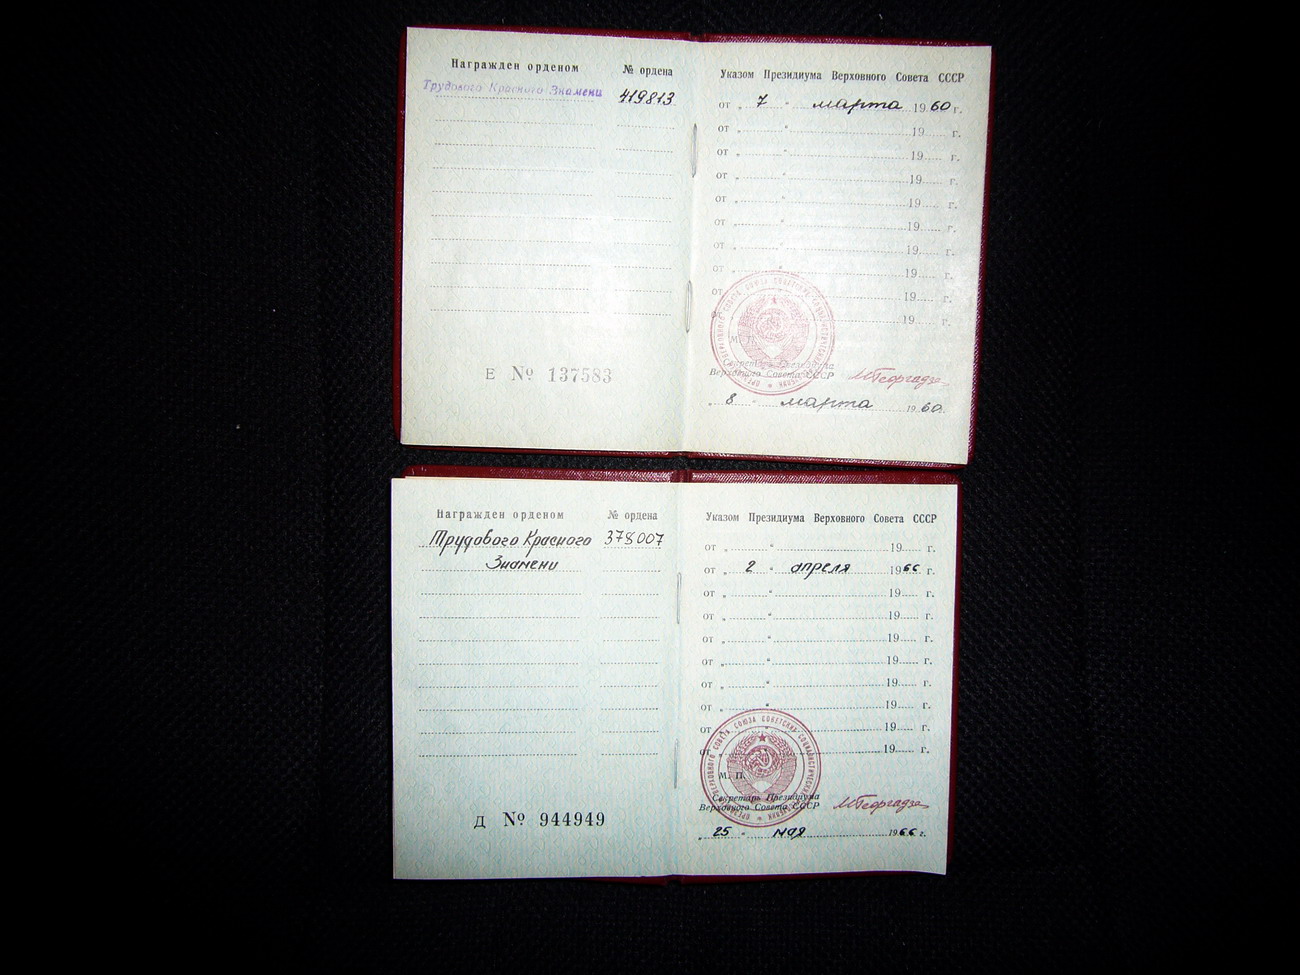 Награжден орденом
№ ордена
Трудового Красного Знамени
419813
Е № 137583
Указом Президиума Верховного Совета СССР
от „ 7 “ марта 1960 г.
от „ “ 19 г.
от „ “ 19 г.
от „ “ 19 г.
от „ “ 19 г.
от „ “ 19 г.
от „ “ 19 г.
от „ “ 19 г.
от 19 г.
19 г.
М. П.
Секретарь Президиума
Верховного Совета СССР
МГеоргадзе
„ 8 “ марта 1960 г.
Награжден орденом
№ ордена
Трудового Красного
378007
Знамени
Д № 944949
Указом Президиума Верховного Совета СССР
от „ “ 19 г.
от „ 2 “ апреля 1966 г.
от „ “ 19 г.
от „ “ 19 г.
от „ “ 19 г.
от „ “ 19 г.
от „ “ 19 г.
от „ “ 19 г.
от 19 г.
от 19 г.
М. П.
Секретарь Президиума
Верховного Совета СССР
МГеоргадзе
„ 25 “ мая 1966 г.